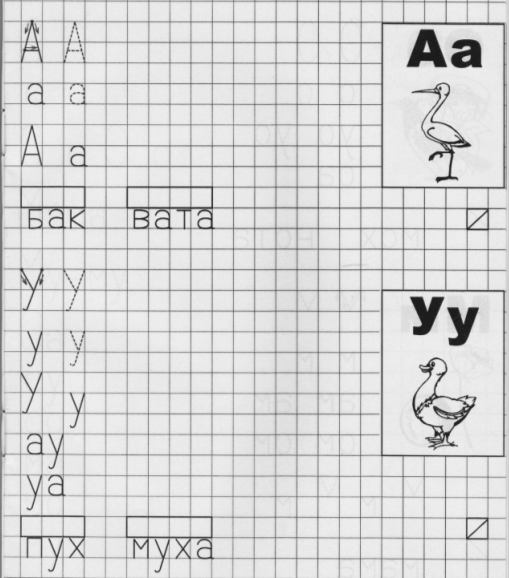 А А
Аа
а а
А а
бак вата
У У
Уу
у у
У у
ау
уа
пух муха